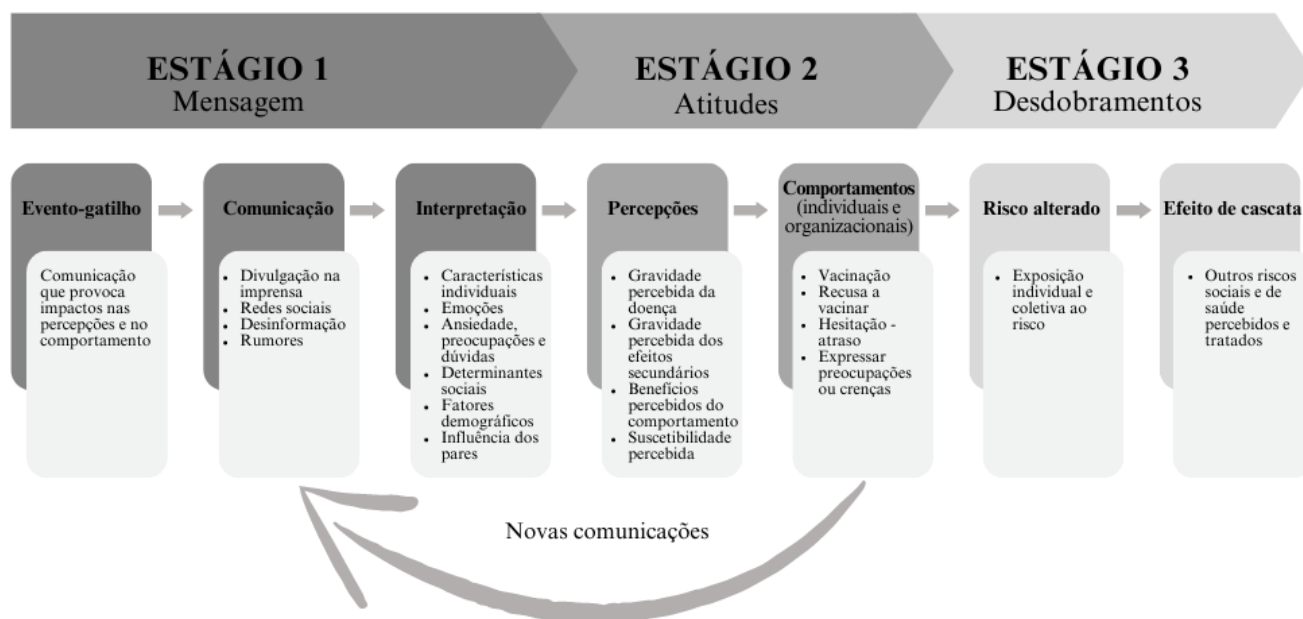 ESTÁGIO 1
Mensagem
ESTÁGIO 2
Atitudes
ESTÁGIO 3
Desdobramentos
Evento-gatilho
Comunicação
que provoca
impactos nas
percepções e no
comportamento
Comunicação
• Divulgação na
imprensa
• Redes sociais
• Desinformação
• Rumores
Interpretação
• Características
individuais
• Emoções
• Ansiedade,
preocupações e
dúvidas
• Determinantes
sociais
• Fatores
demográficos
• Influência dos
pares
Percepções
• Gravidade
percebida da
doença
• Gravidade
percebida dos
efeitos
secundários
• Benefícios
percebidos do
comportamento
• Suscetibilidade
percebida
Comportamentos
(individuais e
organizacionais)
• Vacinação
• Recusa a
vacinar
• Hesitação -
atraso
• Expressar
preocupações
ou crenças
Risco alterado
• Exposição
individual e
coletiva ao
risco
Efeito de cascata
• Outros riscos
sociais e de
saúde
percebidos e
tratados
Novas comunicações